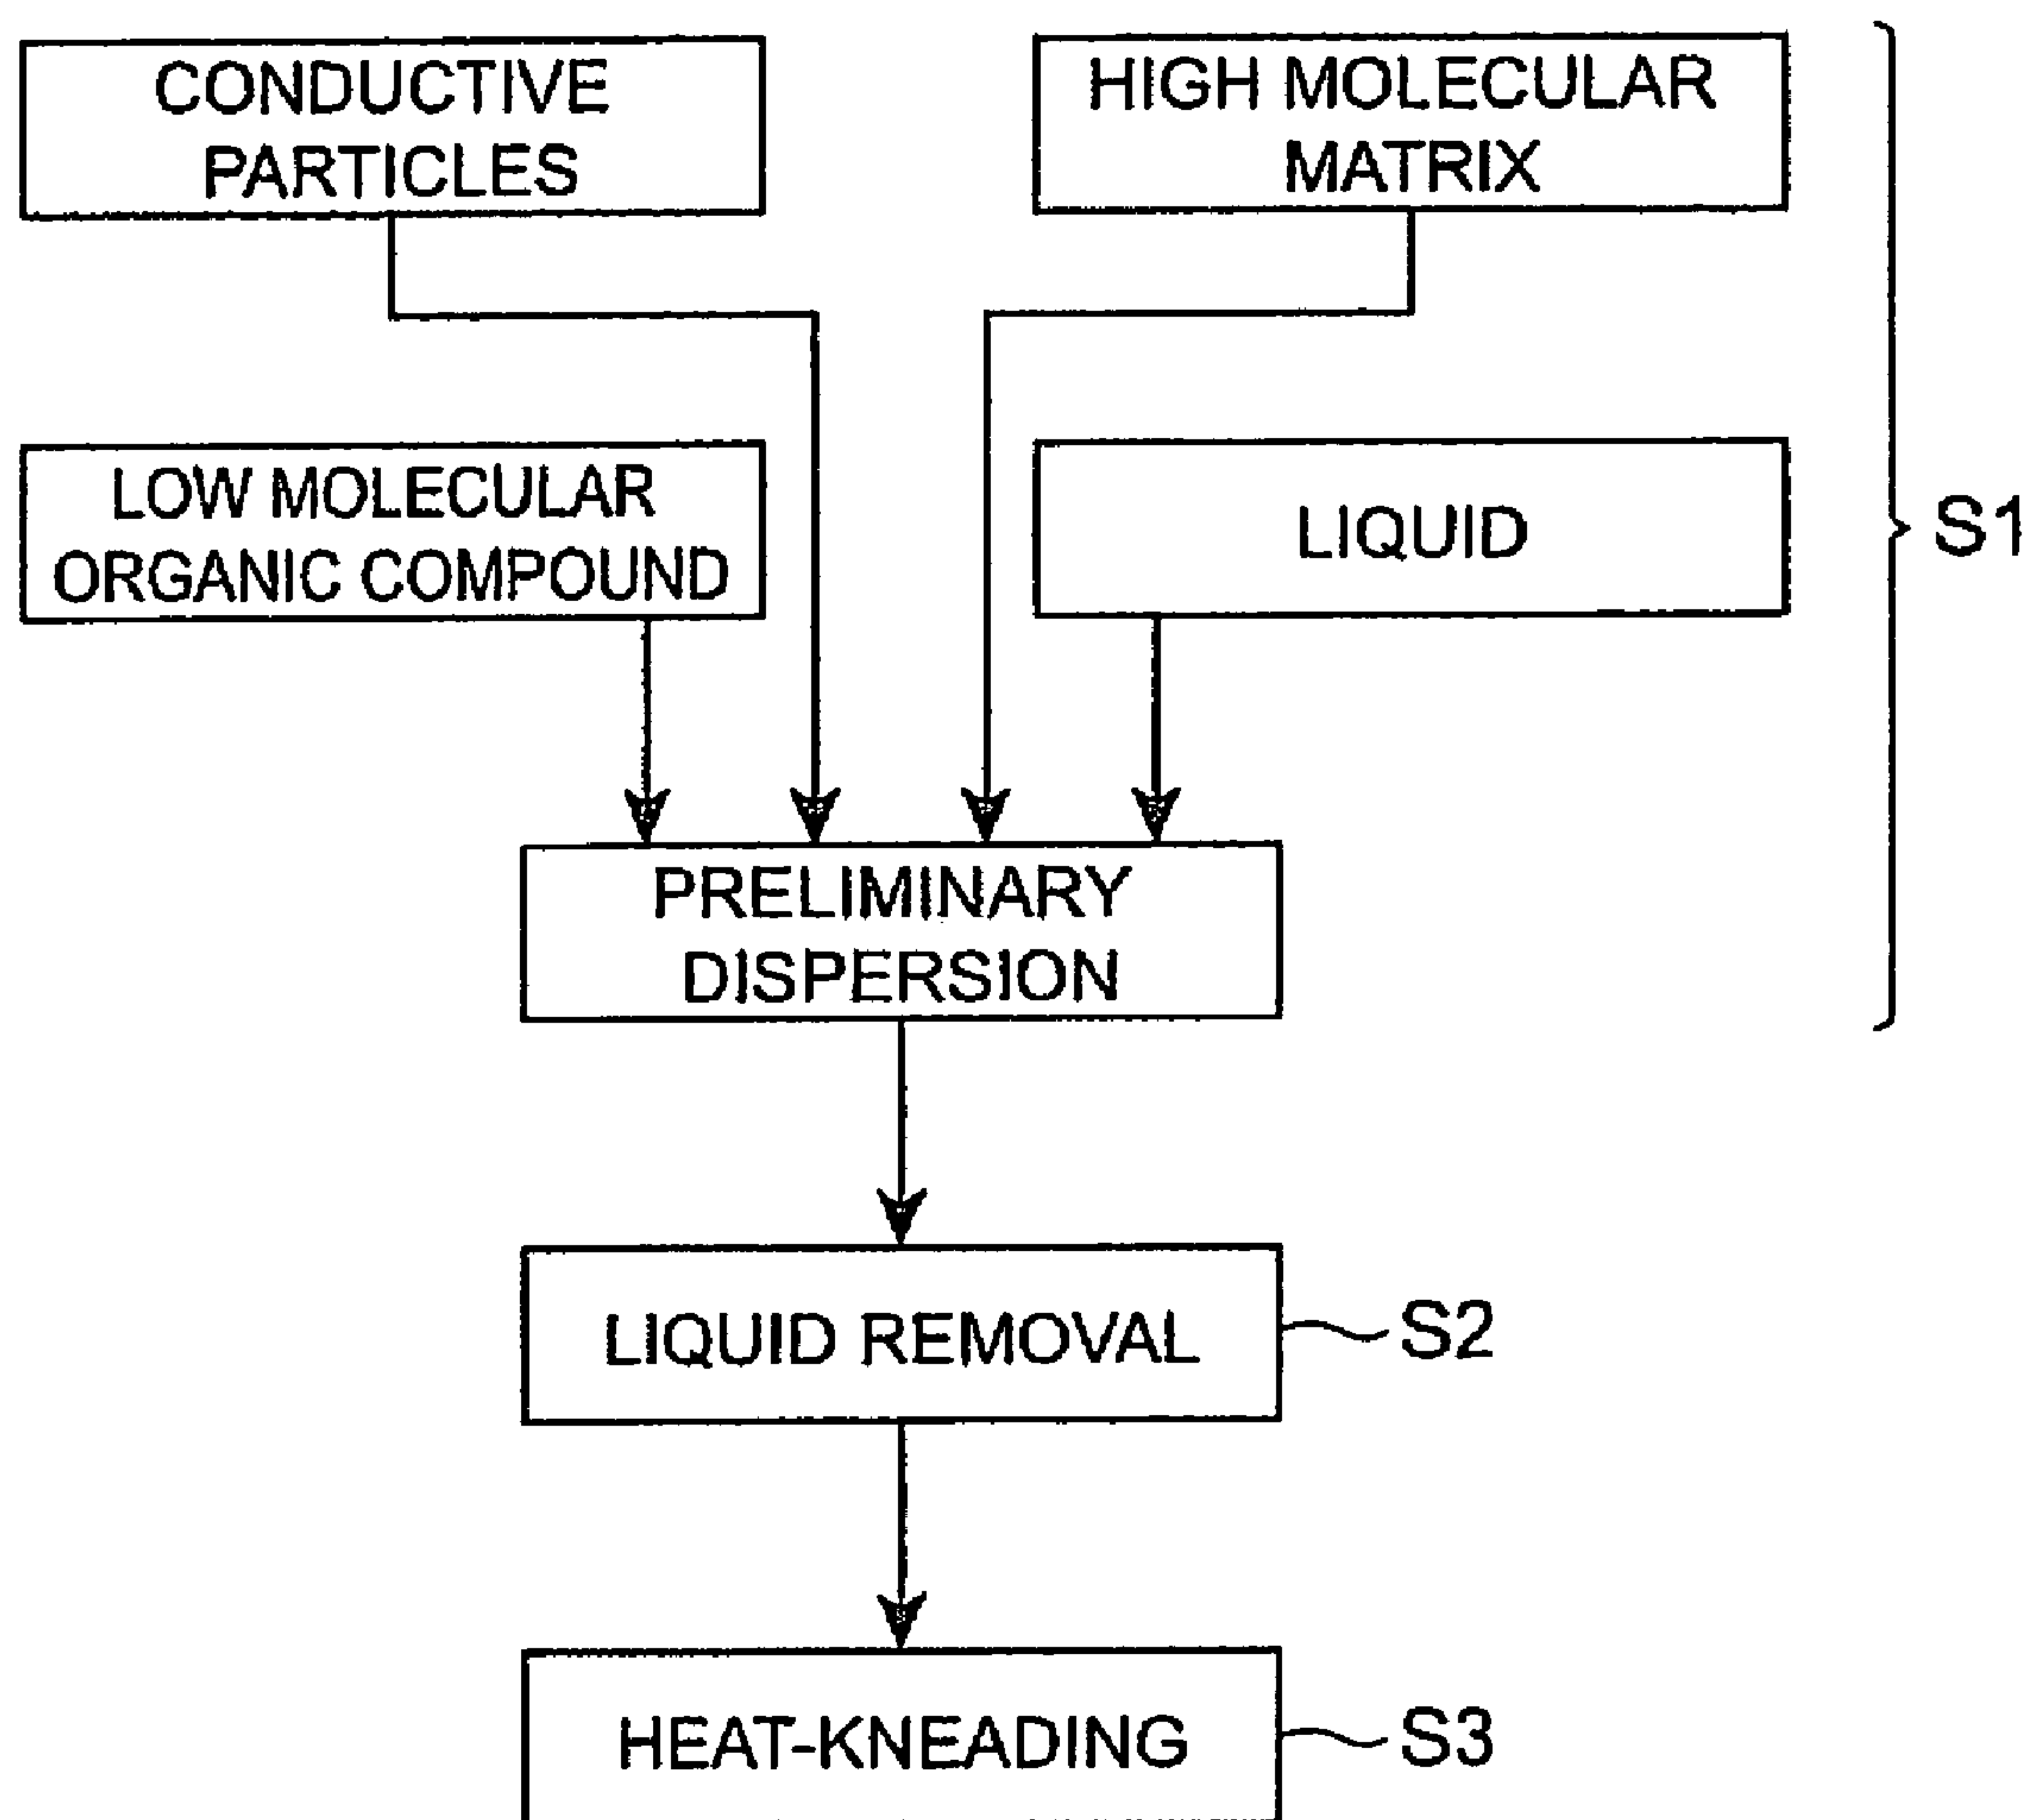 CONDUCTIVE
PARTICLES
HIGH MOLECULAR
MATRIX
LOW MOLECULAR
ORGANIC COMPOUND
LIQUID
S1
PRELIMINARY
DISPERSION
LIQUID REMOVAL
S2
HEAT-KNEADING
S3